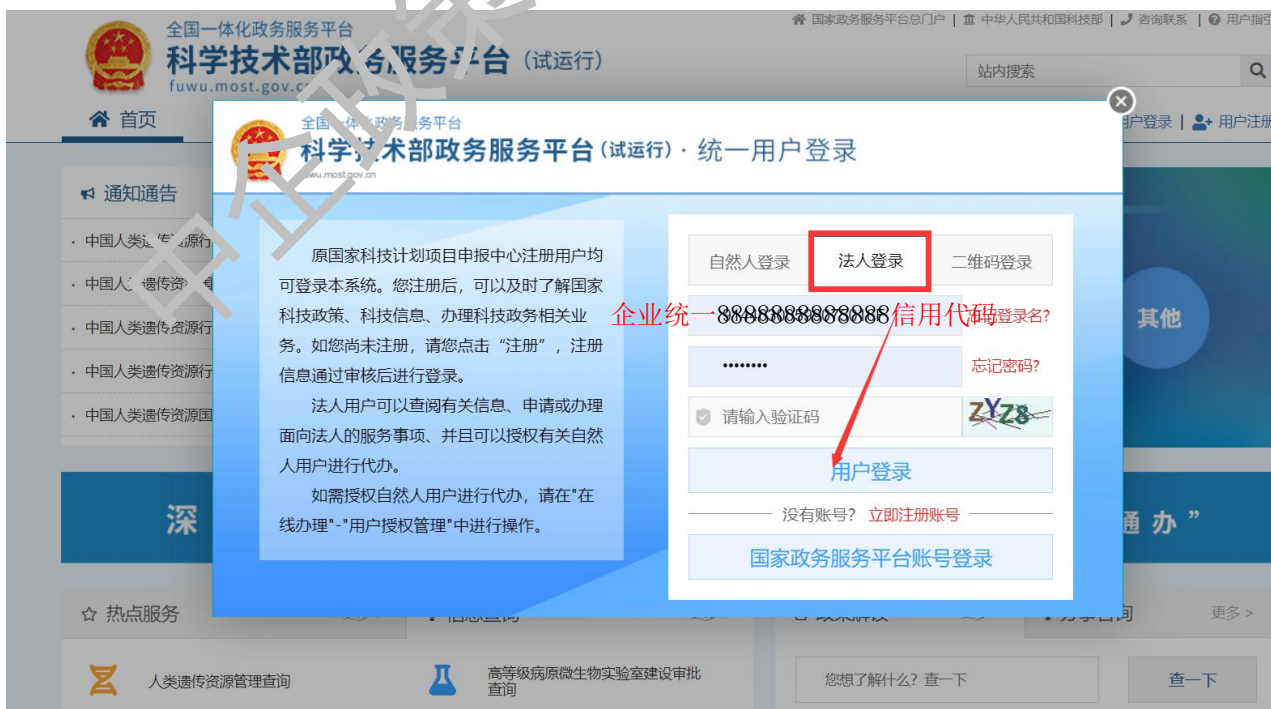 全国一体化政务服务平台
科学技术部政务服务平台（试运行）
fuwu.most.gov.c
国家政务服务平台总门户 | 中华人民共和国科技部 | 咨询联系 | 用户指引
站内搜索
首页
用户登录 | 用户注册
全国一体化政务服务平台
科学技术部政务服务平台(试运行) · 统一用户登录
fuwu.most.gov.cn
通知通告
· 中国人类遗传资源行
· 中国人类遗传资源
· 中国人类遗传资源行
· 中国人类遗传资源行
· 中国人类遗传资源国
原国家科技计划项目申报中心注册用户均
可登录本系统。您注册后，可以及时了解国家
科技政策、科技信息、办理科技政务相关业
务。如您尚未注册，请您点击“注册”，注册
信息通过审核后进行登录。
法人用户可以查阅有关信息、申请或办理
面向法人的服务事项、并且可以授权有关自然
人用户进行代办。
如需授权自然人用户进行代办，请在"在
线办理"-"用户授权管理"中进行操作。
自然人登录 法人登录 二维码登录
企业统一 信用代码 登录名?
•••••••• 忘记密码?
请输入验证码 ZYZ8
用户登录
没有账号? 立即注册账号
国家政务服务平台账号登录
其他
深
通办”
热点服务
更多 >
人类遗传资源管理查询
高等级病原微生物实验室建设审批
查询
您想了解什么？查一下
查一下
中企政策